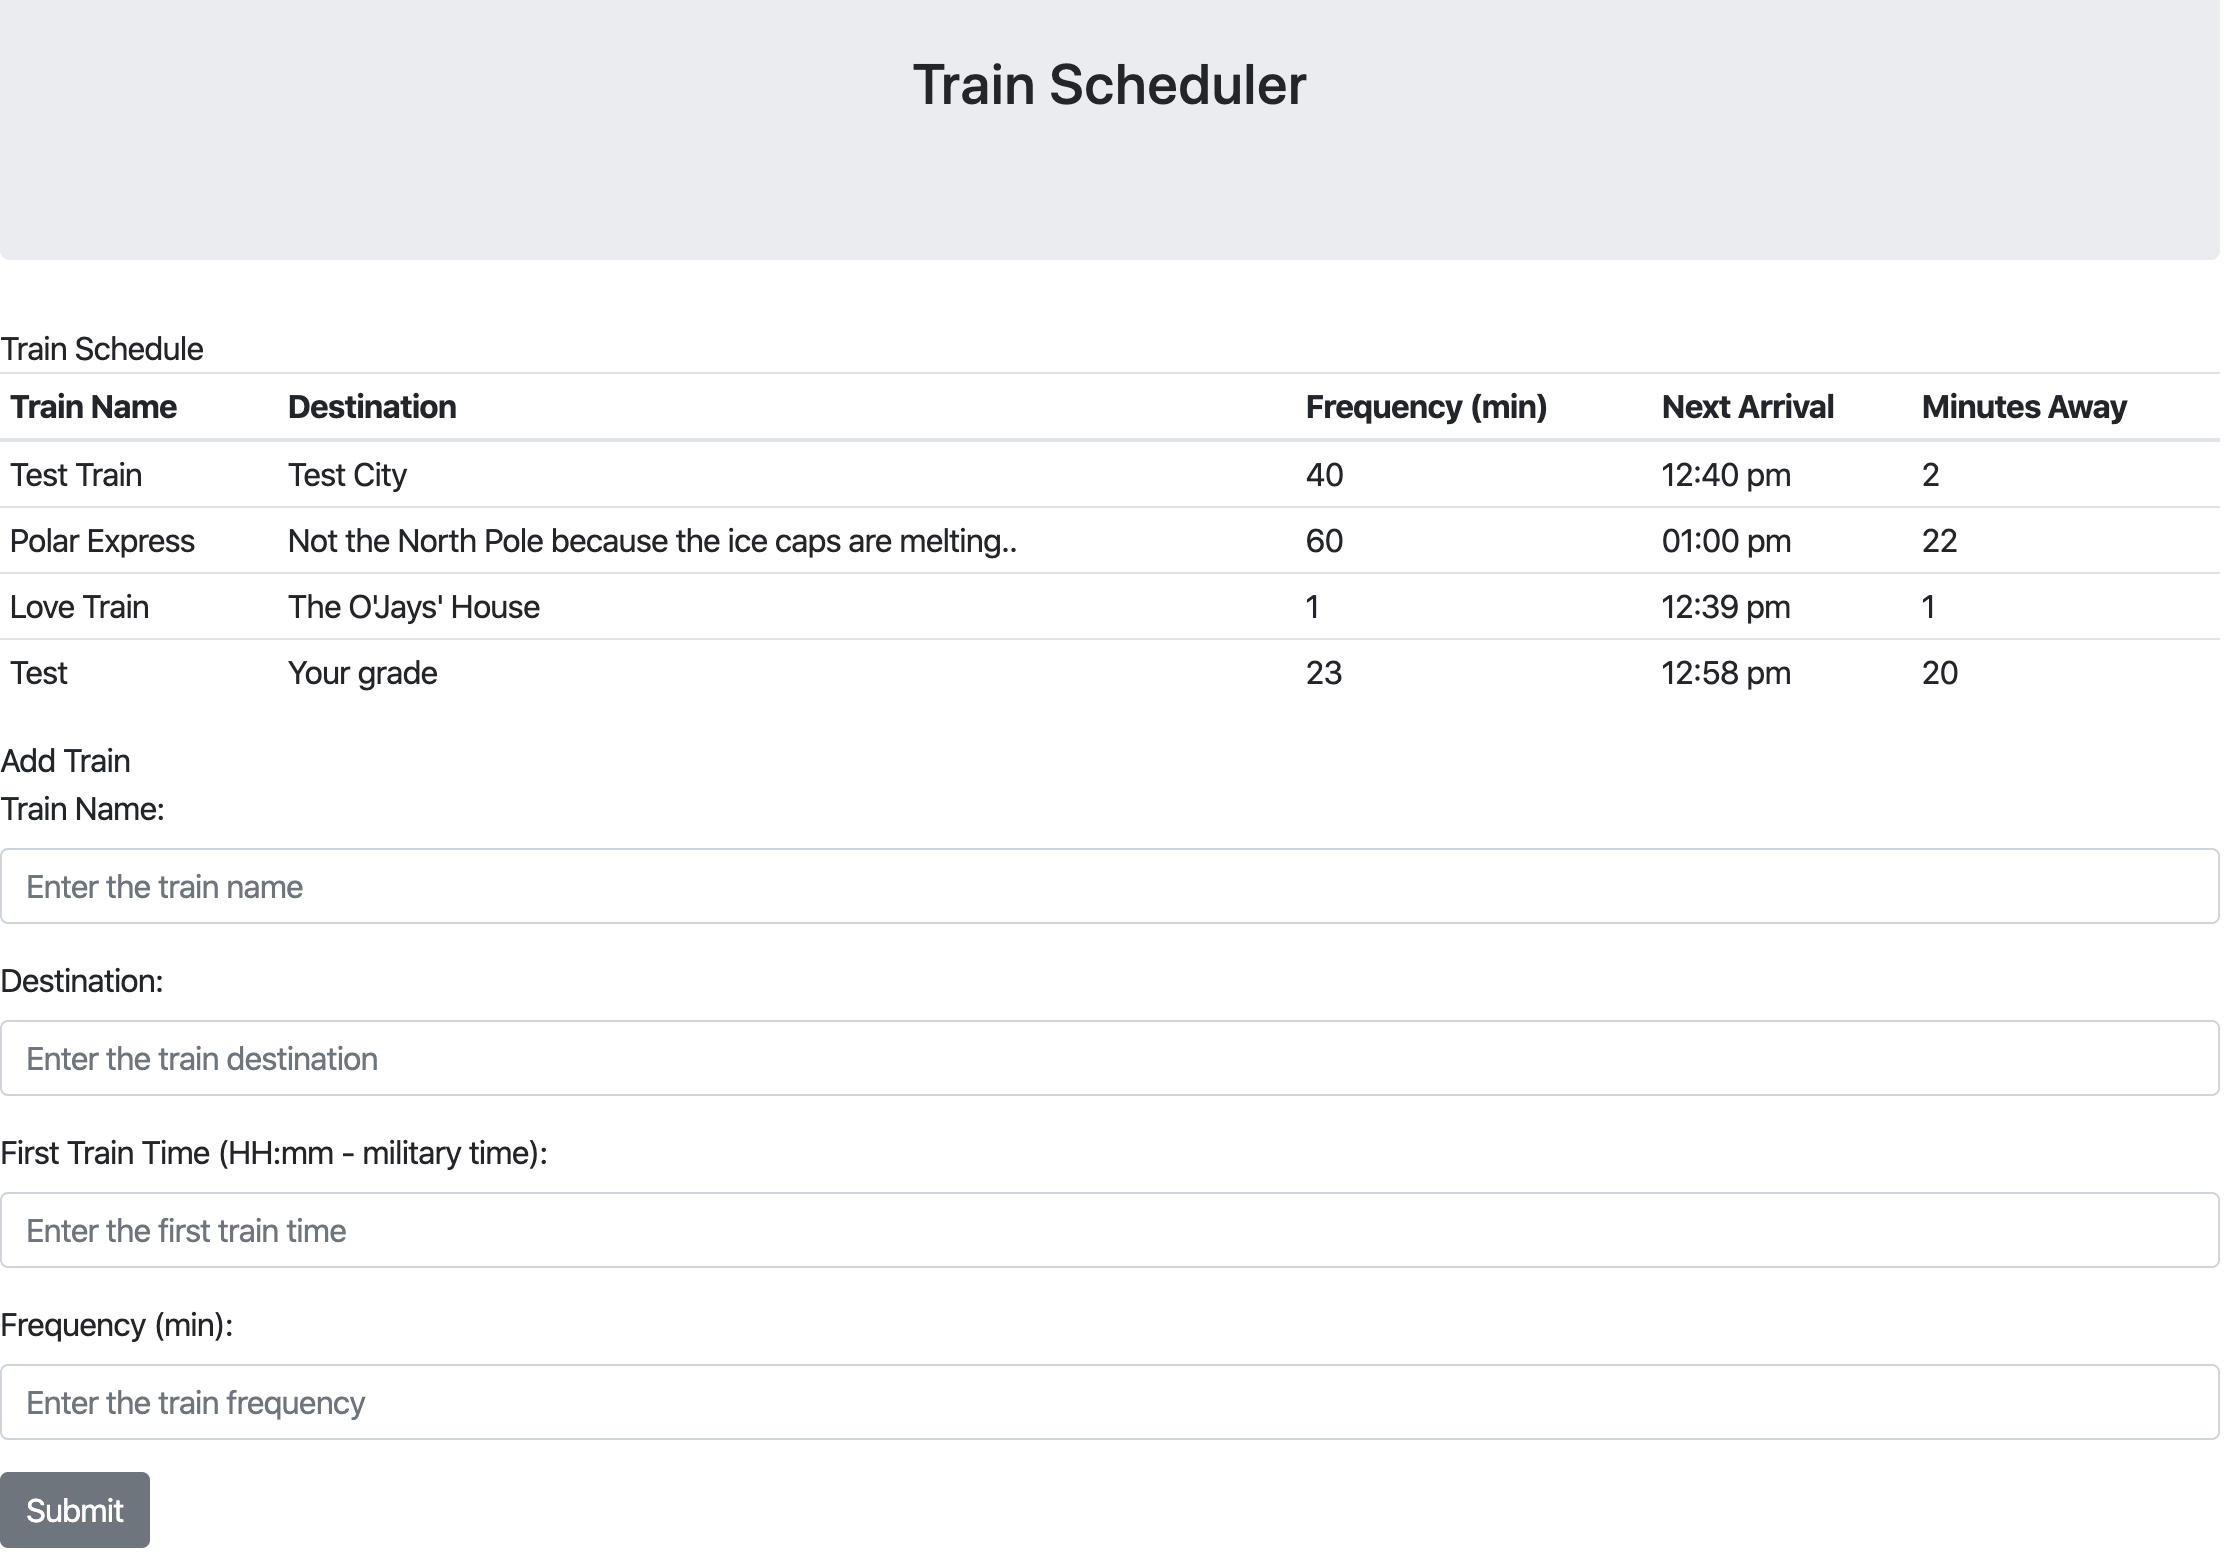 Train Scheduler
Train Schedule
Train Name Destination Frequency (min) Next Arrival Minutes Away
Test Train Test City 40 12:40 pm 2
Polar Express Not the North Pole because the ice caps are melting.. 60 01:00 pm 22
Love Train The O'Jays' House 1 12:39 pm 1
Test Your grade 23 12:58 pm 20
Add Train
Train Name:
Enter the train name
Destination:
Enter the train destination
First Train Time (HH:mm - military time):
Enter the first train time
Frequency (min):
Enter the train frequency
Submit